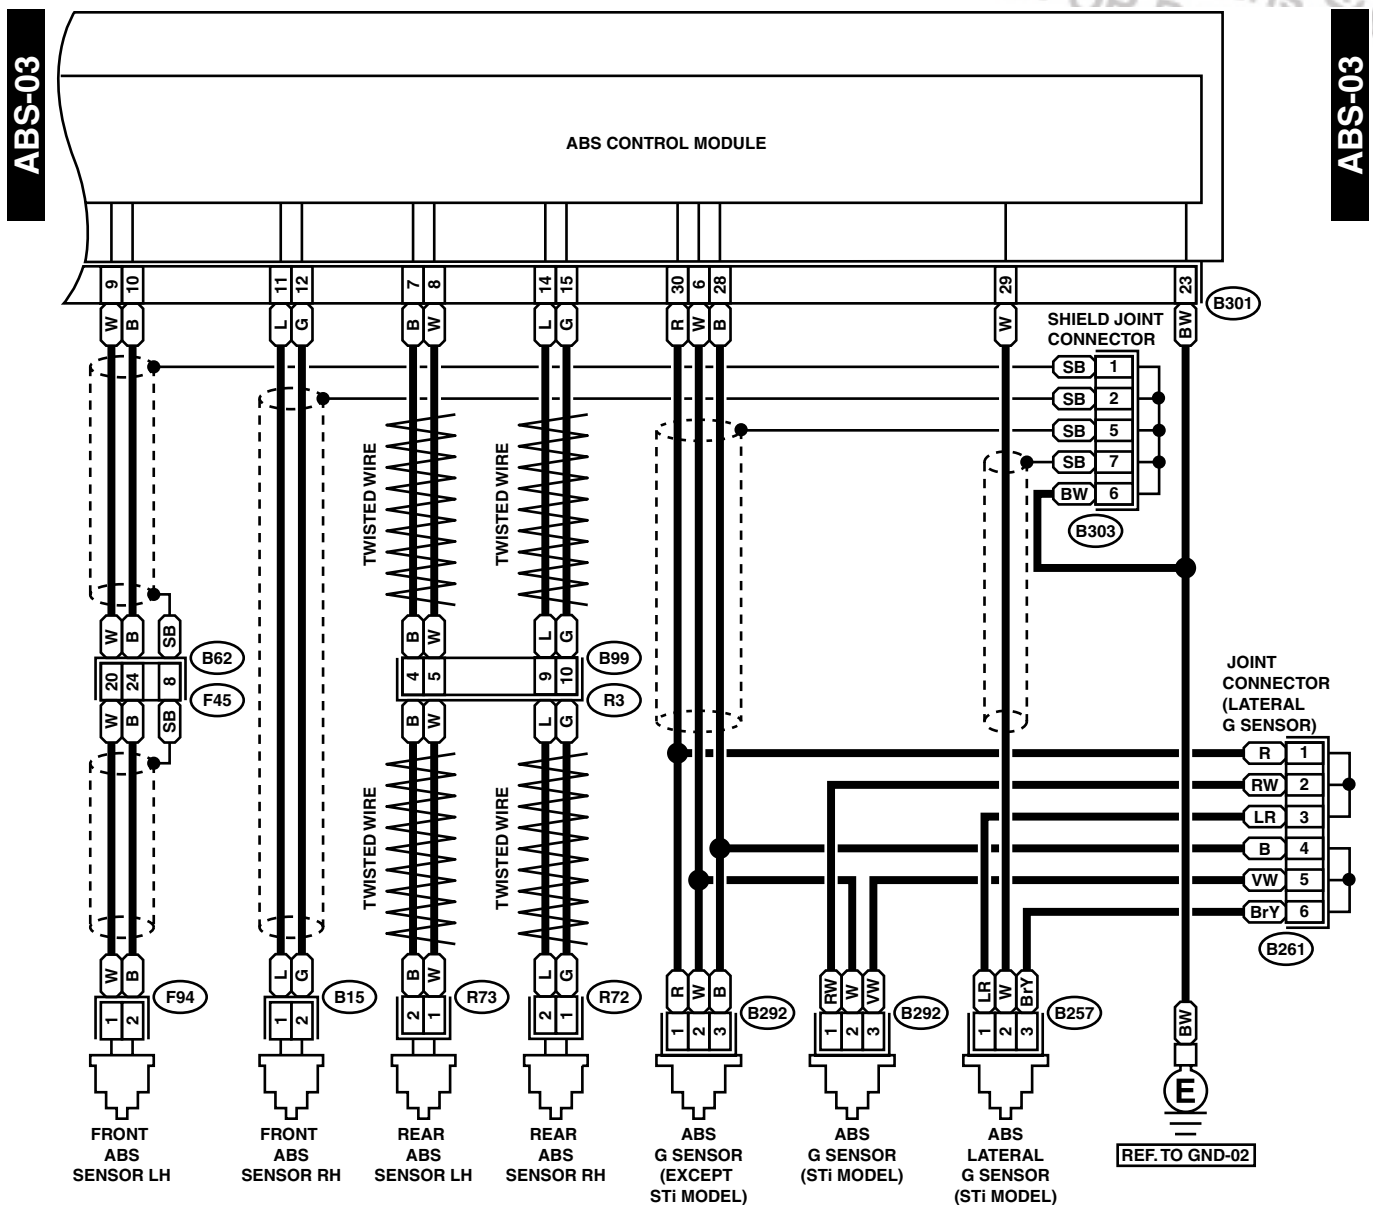 ABS-03
ABS-03
ABS CONTROL MODULE
9 10 11 12 7 8 14 15 30 6 28 29 23
B301
W B L G B W L G R W B W BW
SHIELD JOINT
CONNECTOR
SB 1
SB 2
SB 5
SB 7
BW 6
B303
TWISTED WIRE
TWISTED WIRE
W B SB B W L G
B62
B99
20 24 8 4 5 9 10
F45
R3
W B SB B W L G
JOINT
CONNECTOR
(LATERAL
G SENSOR)
R 1
RW 2
LR 3
B 4
VW 5
BrY 6
B261
TWISTED WIRE
TWISTED WIRE
W B L G B W L G R W B RW W VW LR W BrY BW
F94
B15
R73
R72
B292
B292
B257
1 2 1 2 2 1 2 1 1 2 3 1 2 3 1 2 3
E
REF. TO GND-02
FRONT
ABS
SENSOR LH
FRONT
ABS
SENSOR RH
REAR
ABS
SENSOR LH
REAR
ABS
SENSOR RH
ABS
G SENSOR
(EXCEPT
STi MODEL)
ABS
G SENSOR
(STi MODEL)
ABS
LATERAL
G SENSOR
(STi MODEL)